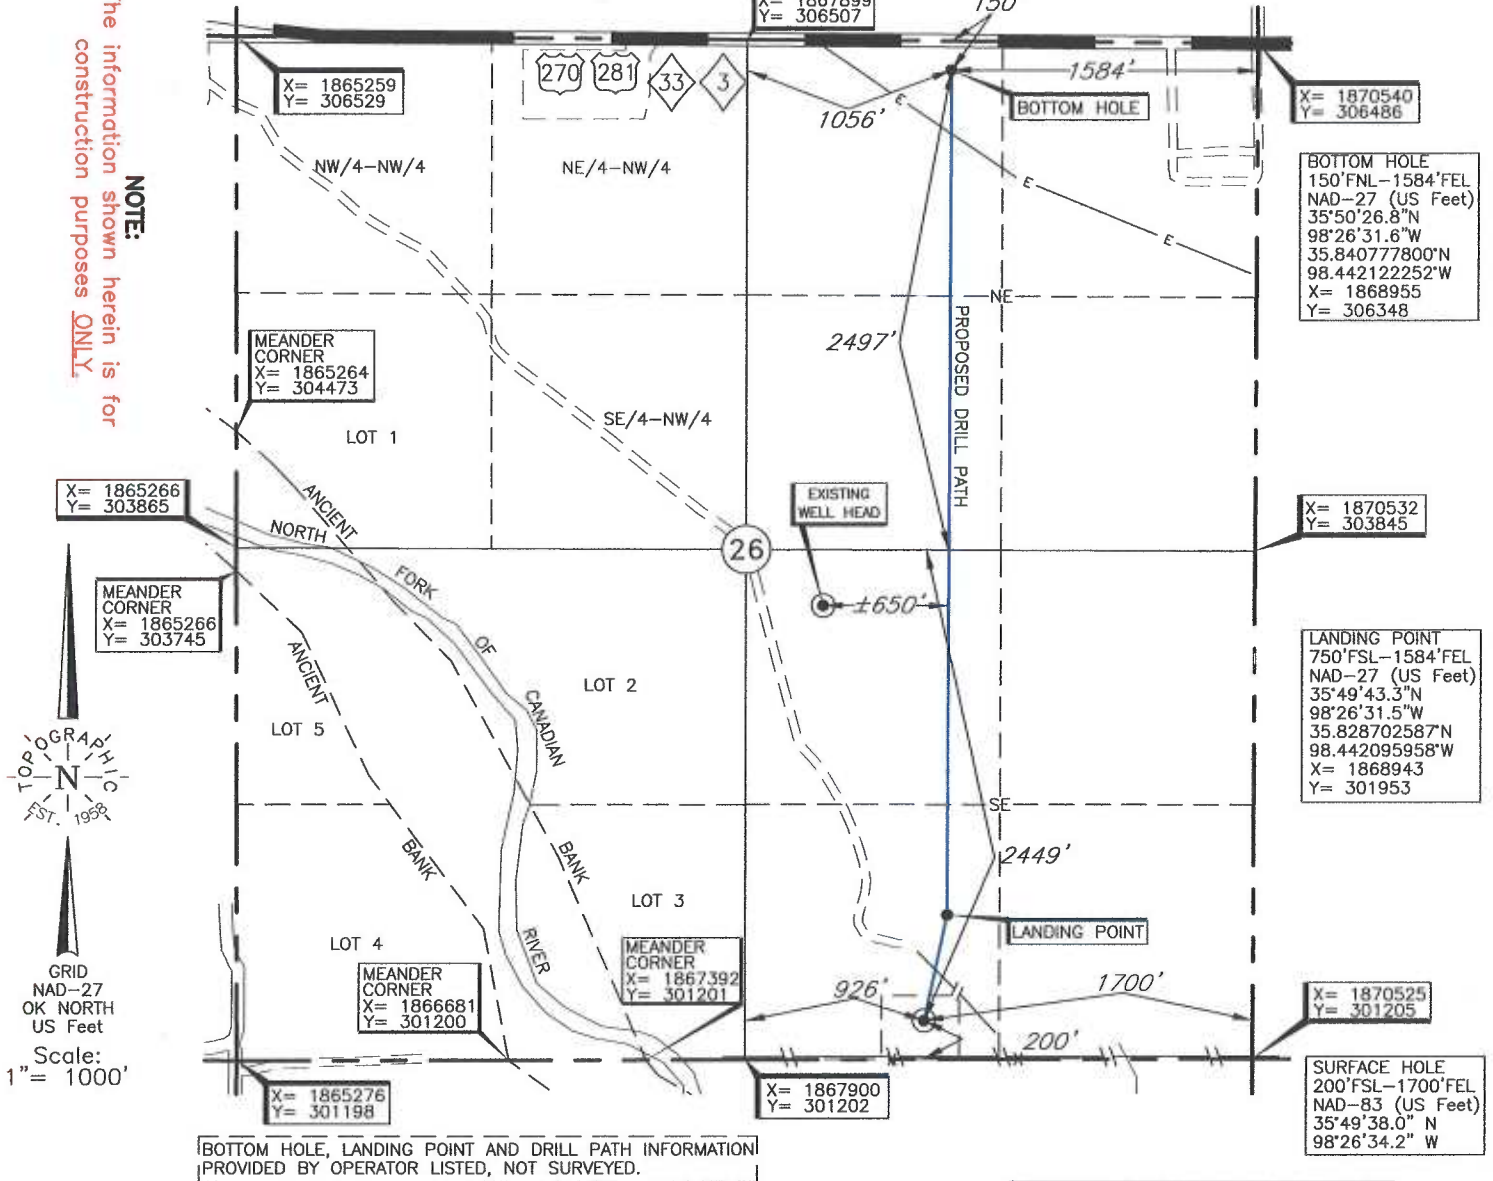 X= 1867899
Y= 306507
150'
X= 1865259
Y= 306529
270
281
33
3
1056'
1584'
BOTTOM HOLE
X= 1870540
Y= 306486
NW/4-NW/4
NE/4-NW/4
E
E
E
BOTTOM HOLE
150'FNL-1584'FEL
NAD-27 (US Feet)
35°50'26.8"N
98°26'31.6"W
35.840777800°N
98.442122252°W
X= 1868955
Y= 306348
NOTE:
he information shown herein is for
construction purposes ONLY.
NE
MEANDER
CORNER
X= 1865264
Y= 304473
2497'
PROPOSED DRILL PATH
SE/4-NW/4
LOT 1
X= 1865266
Y= 303865
ANCIENT
NORTH
FORK
OF
CANADIAN
RIVER
EXISTING
WELL HEAD
X= 1870532
Y= 303845
26
±650'
MEANDER
CORNER
X= 1865266
Y= 303745
ANCIENT
LOT 2
LOT 5
LANDING POINT
750'FSL-1584'FEL
NAD-27 (US Feet)
35°49'43.3"N
98°26'31.5"W
35.828702587°N
98.442095958°W
X= 1868943
Y= 301953
TOPOGRAPHIC
N
EST. 1958
SE
BANK
BANK
2449'
LOT 3
LANDING POINT
LOT 4
MEANDER
CORNER
X= 1867392
Y= 301201
MEANDER
CORNER
X= 1866681
Y= 301200
926'
1700'
X= 1870525
Y= 301205
200'
GRID
NAD-27
OK NORTH
US Feet
Scale:
1"= 1000'
X= 1865276
Y= 301198
X= 1867900
Y= 301202
SURFACE HOLE
200'FSL-1700'FEL
NAD-83 (US Feet)
35°49'38.0" N
98°26'34.2" W
BOTTOM HOLE, LANDING POINT AND DRILL PATH INFORMATION
PROVIDED BY OPERATOR LISTED, NOT SURVEYED.